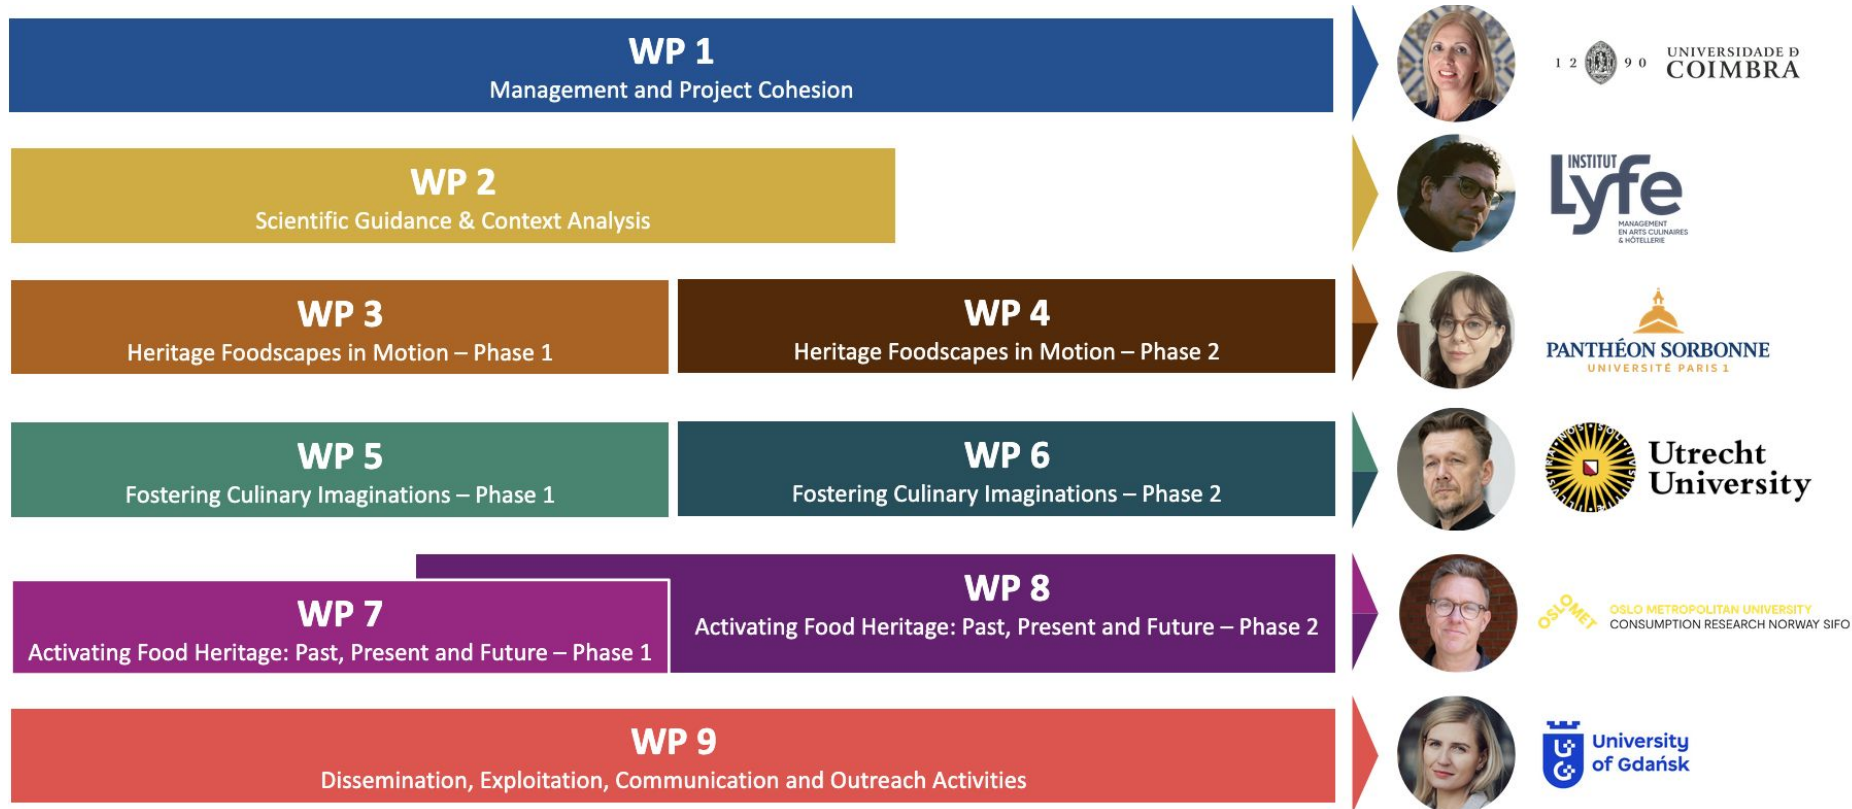 WP 1
Management and Project Cohesion
12 90
UNIVERSIDADE Đ
COIMBRA
WP 2
Scientific Guidance & Context Analysis
INSTITUT
Lyfe
MANAGEMENT
EN ARTS CULINAIRES
& HÔTELLERIE
WP 3
Heritage Foodscapes in Motion – Phase 1
WP 4
Heritage Foodscapes in Motion – Phase 2
PANTHÉON SORBONNE
UNIVERSITÉ PARIS 1
WP 5
Fostering Culinary Imaginations – Phase 1
WP 6
Fostering Culinary Imaginations – Phase 2
Utrecht
University
WP 7
Activating Food Heritage: Past, Present and Future – Phase 1
WP 8
Activating Food Heritage: Past, Present and Future – Phase 2
OSLOMET
OSLO METROPOLITAN UNIVERSITY
CONSUMPTION RESEARCH NORWAY SIFO
WP 9
Dissemination, Exploitation, Communication and Outreach Activities
UG
University
of Gdańsk